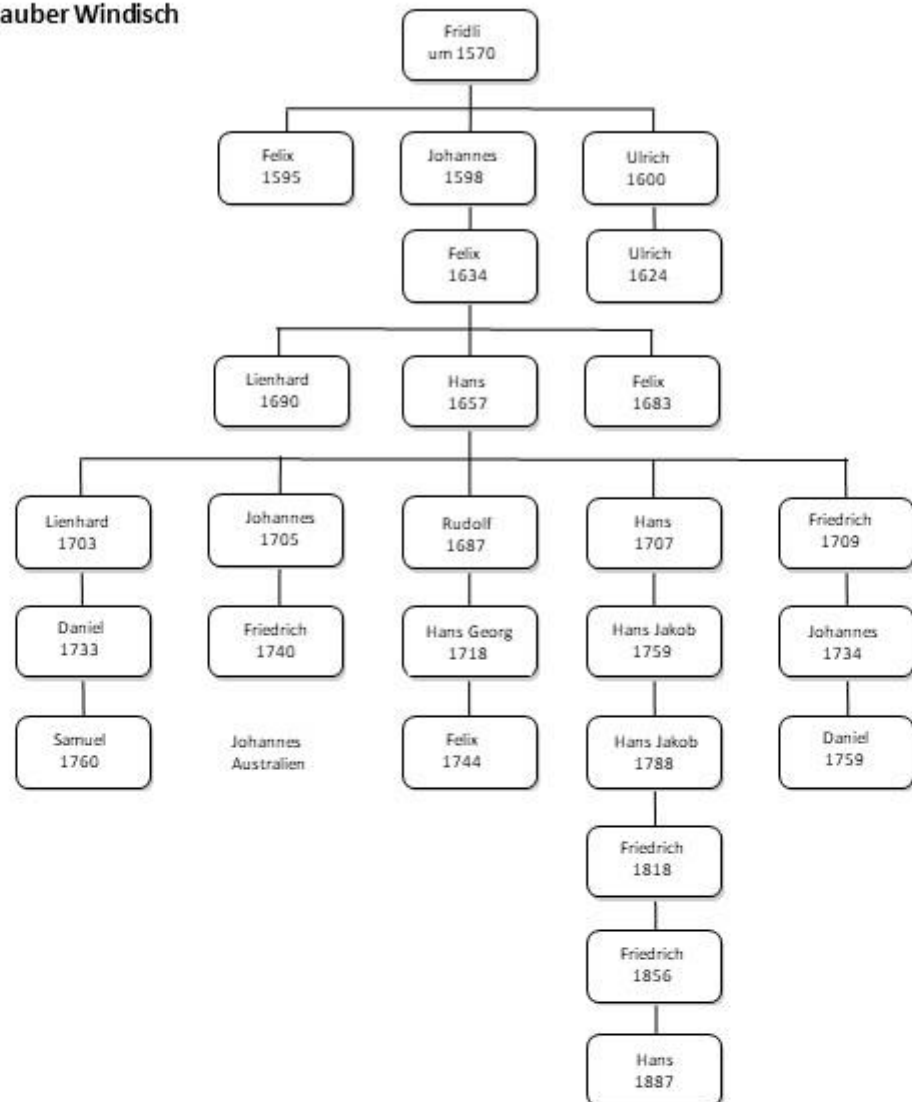 auber Windisch
Fridli
um 1570
Felix
1595
Johannes
1598
Ulrich
1600
Felix
1634
Ulrich
1624
Lienhard
1690
Hans
1657
Felix
1683
Lienhard
1703
Johannes
1705
Rudolf
1687
Hans
1707
Friedrich
1709
Daniel
1733
Friedrich
1740
Hans Georg
1718
Hans Jakob
1759
Johannes
1734
Samuel
1760
Johannes
Australien
Felix
1744
Hans Jakob
1788
Daniel
1759
Friedrich
1818
Friedrich
1856
Hans
1887